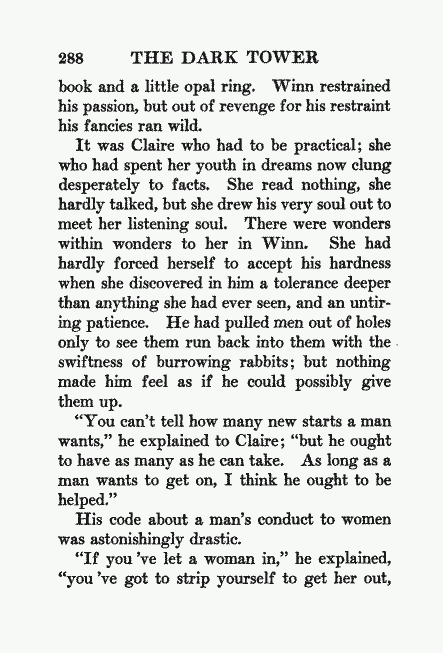 288 THE DARK TOWER
book and a little opal ring. Winn restrained
his passion, but out of revenge for his restraint
his fancies ran wild.
It was Claire who had to be practical; she
who had spent her youth in dreams now clung
desperately to facts. She read nothing, she
hardly talked, but she drew his very soul out to
meet her listening soul. There were wonders
within wonders to her in Winn. She had
hardly forced herself to accept his hardness
when she discovered in him a tolerance deeper
than anything she had ever seen, and an untir-
ing patience. He had pulled men out of holes
only to see them run back into them with the
swiftness of burrowing rabbits; but nothing
made him feel as if he could possibly give
them up.
“You can't tell how many new starts a man
wants,” he explained to Claire; “but he ought
to have as many as he can take. As long as a
man wants to get on, I think he ought to be
helped.”
His code about a man's conduct to women
was astonishingly drastic.
“If you 've let a woman in,” he explained,
“you 've got to strip yourself to get her out,